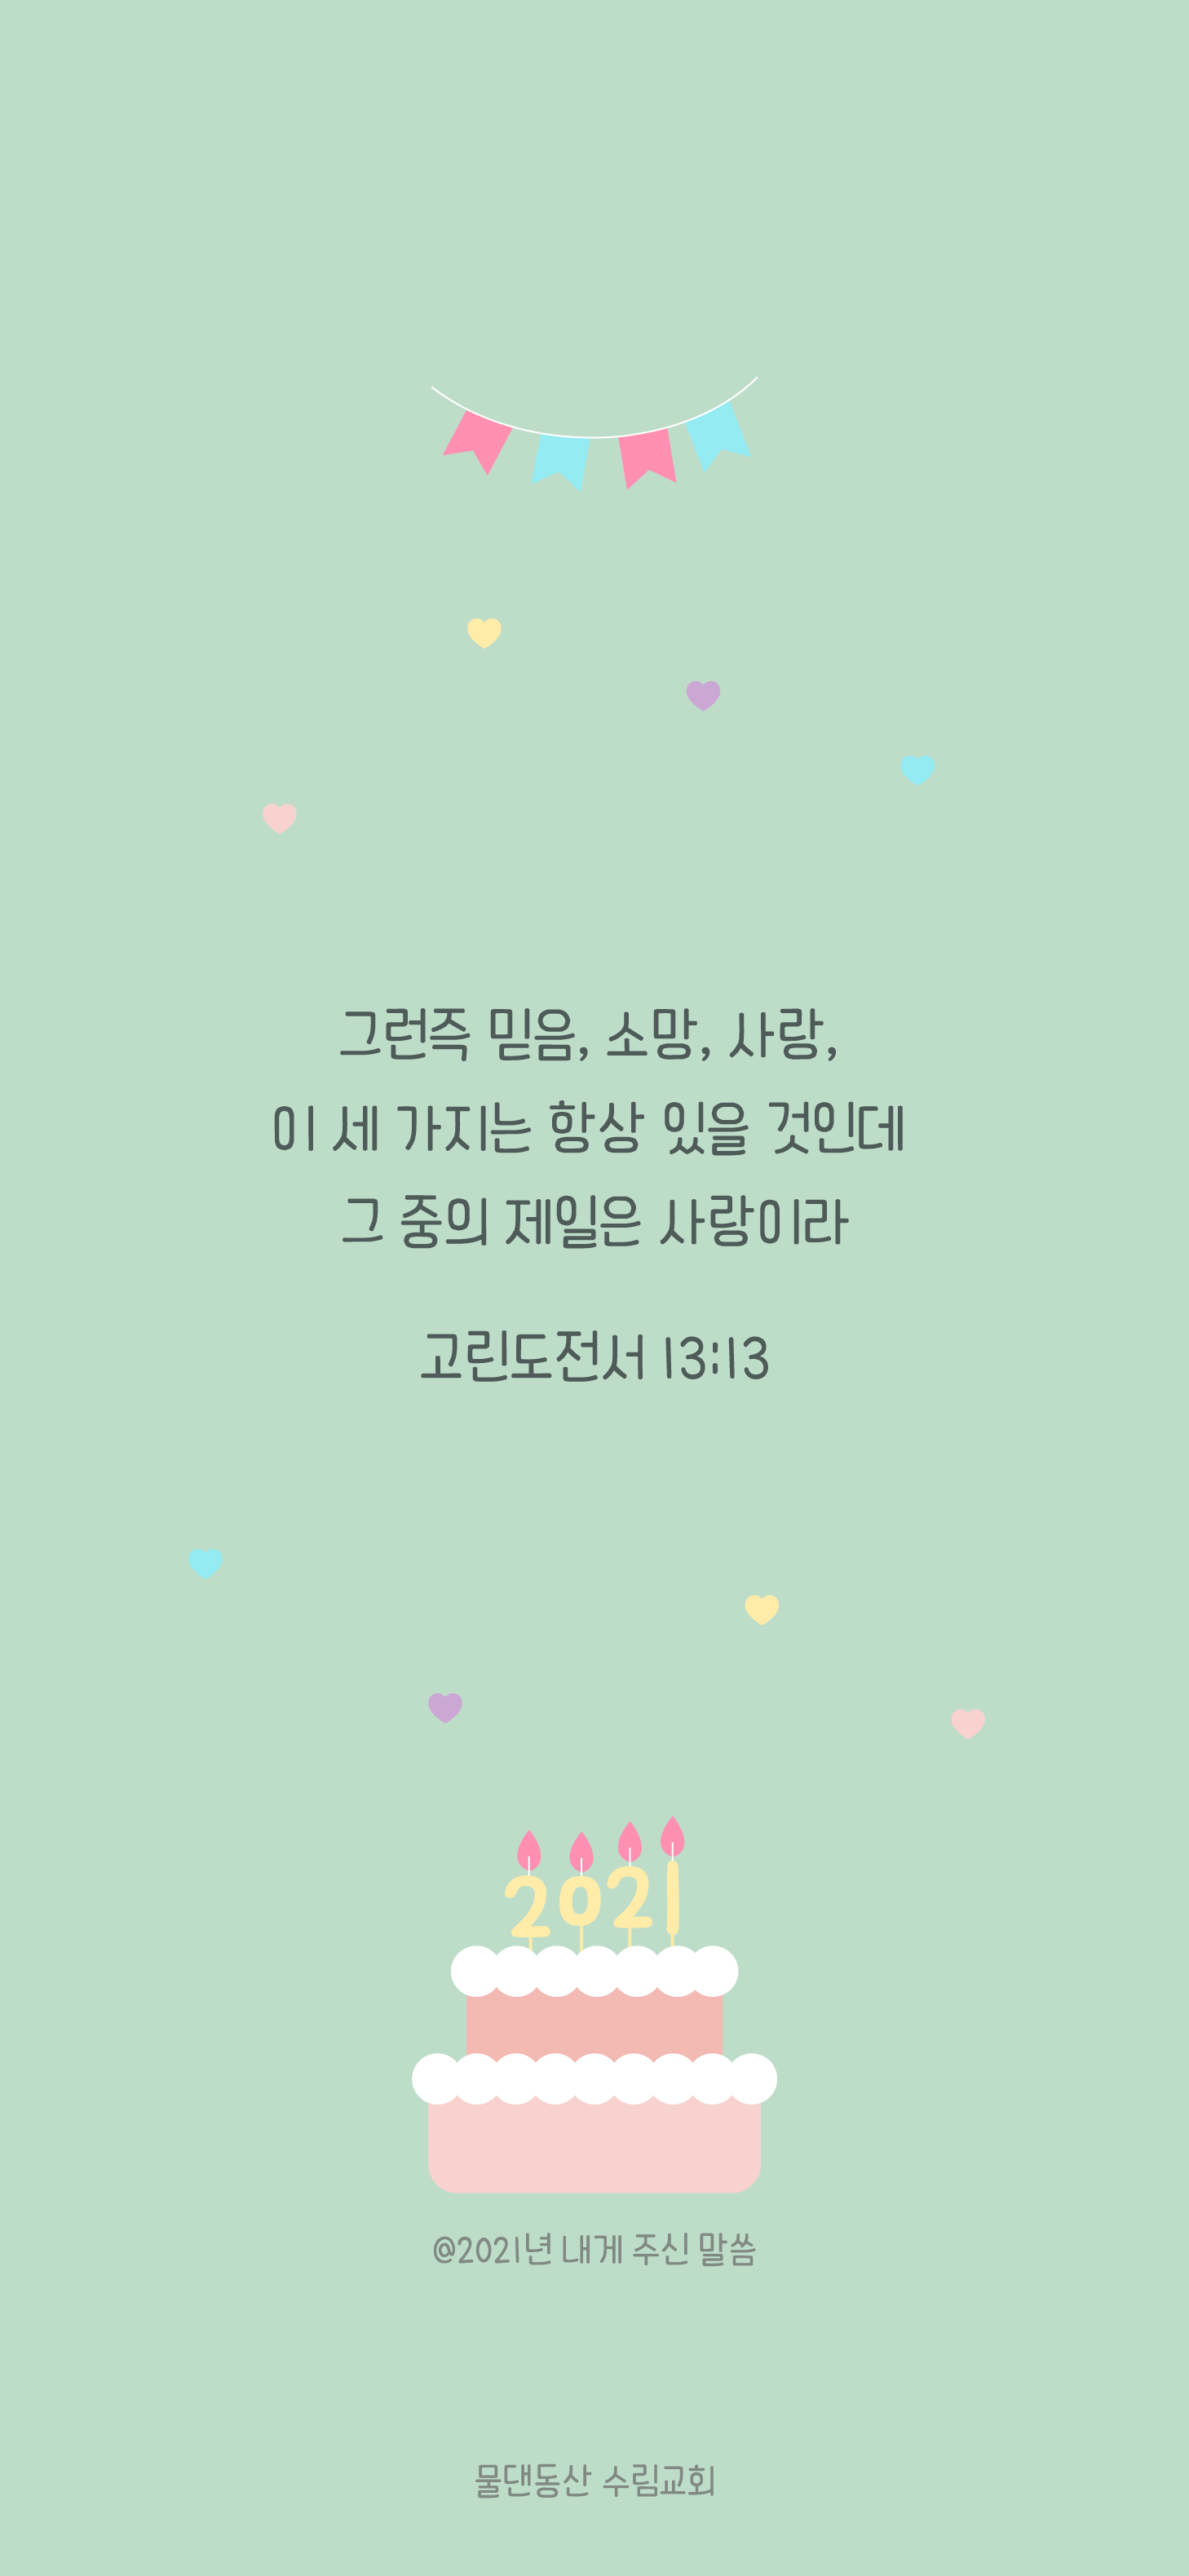 그런즉 믿음, 소망, 사랑,
이 세 가지는 항상 있을 것인데
그 중의 제일은 사랑이라
고린도전서 13:13
2021
@2021년 내게 주신 말씀
물댄동산 수림교회